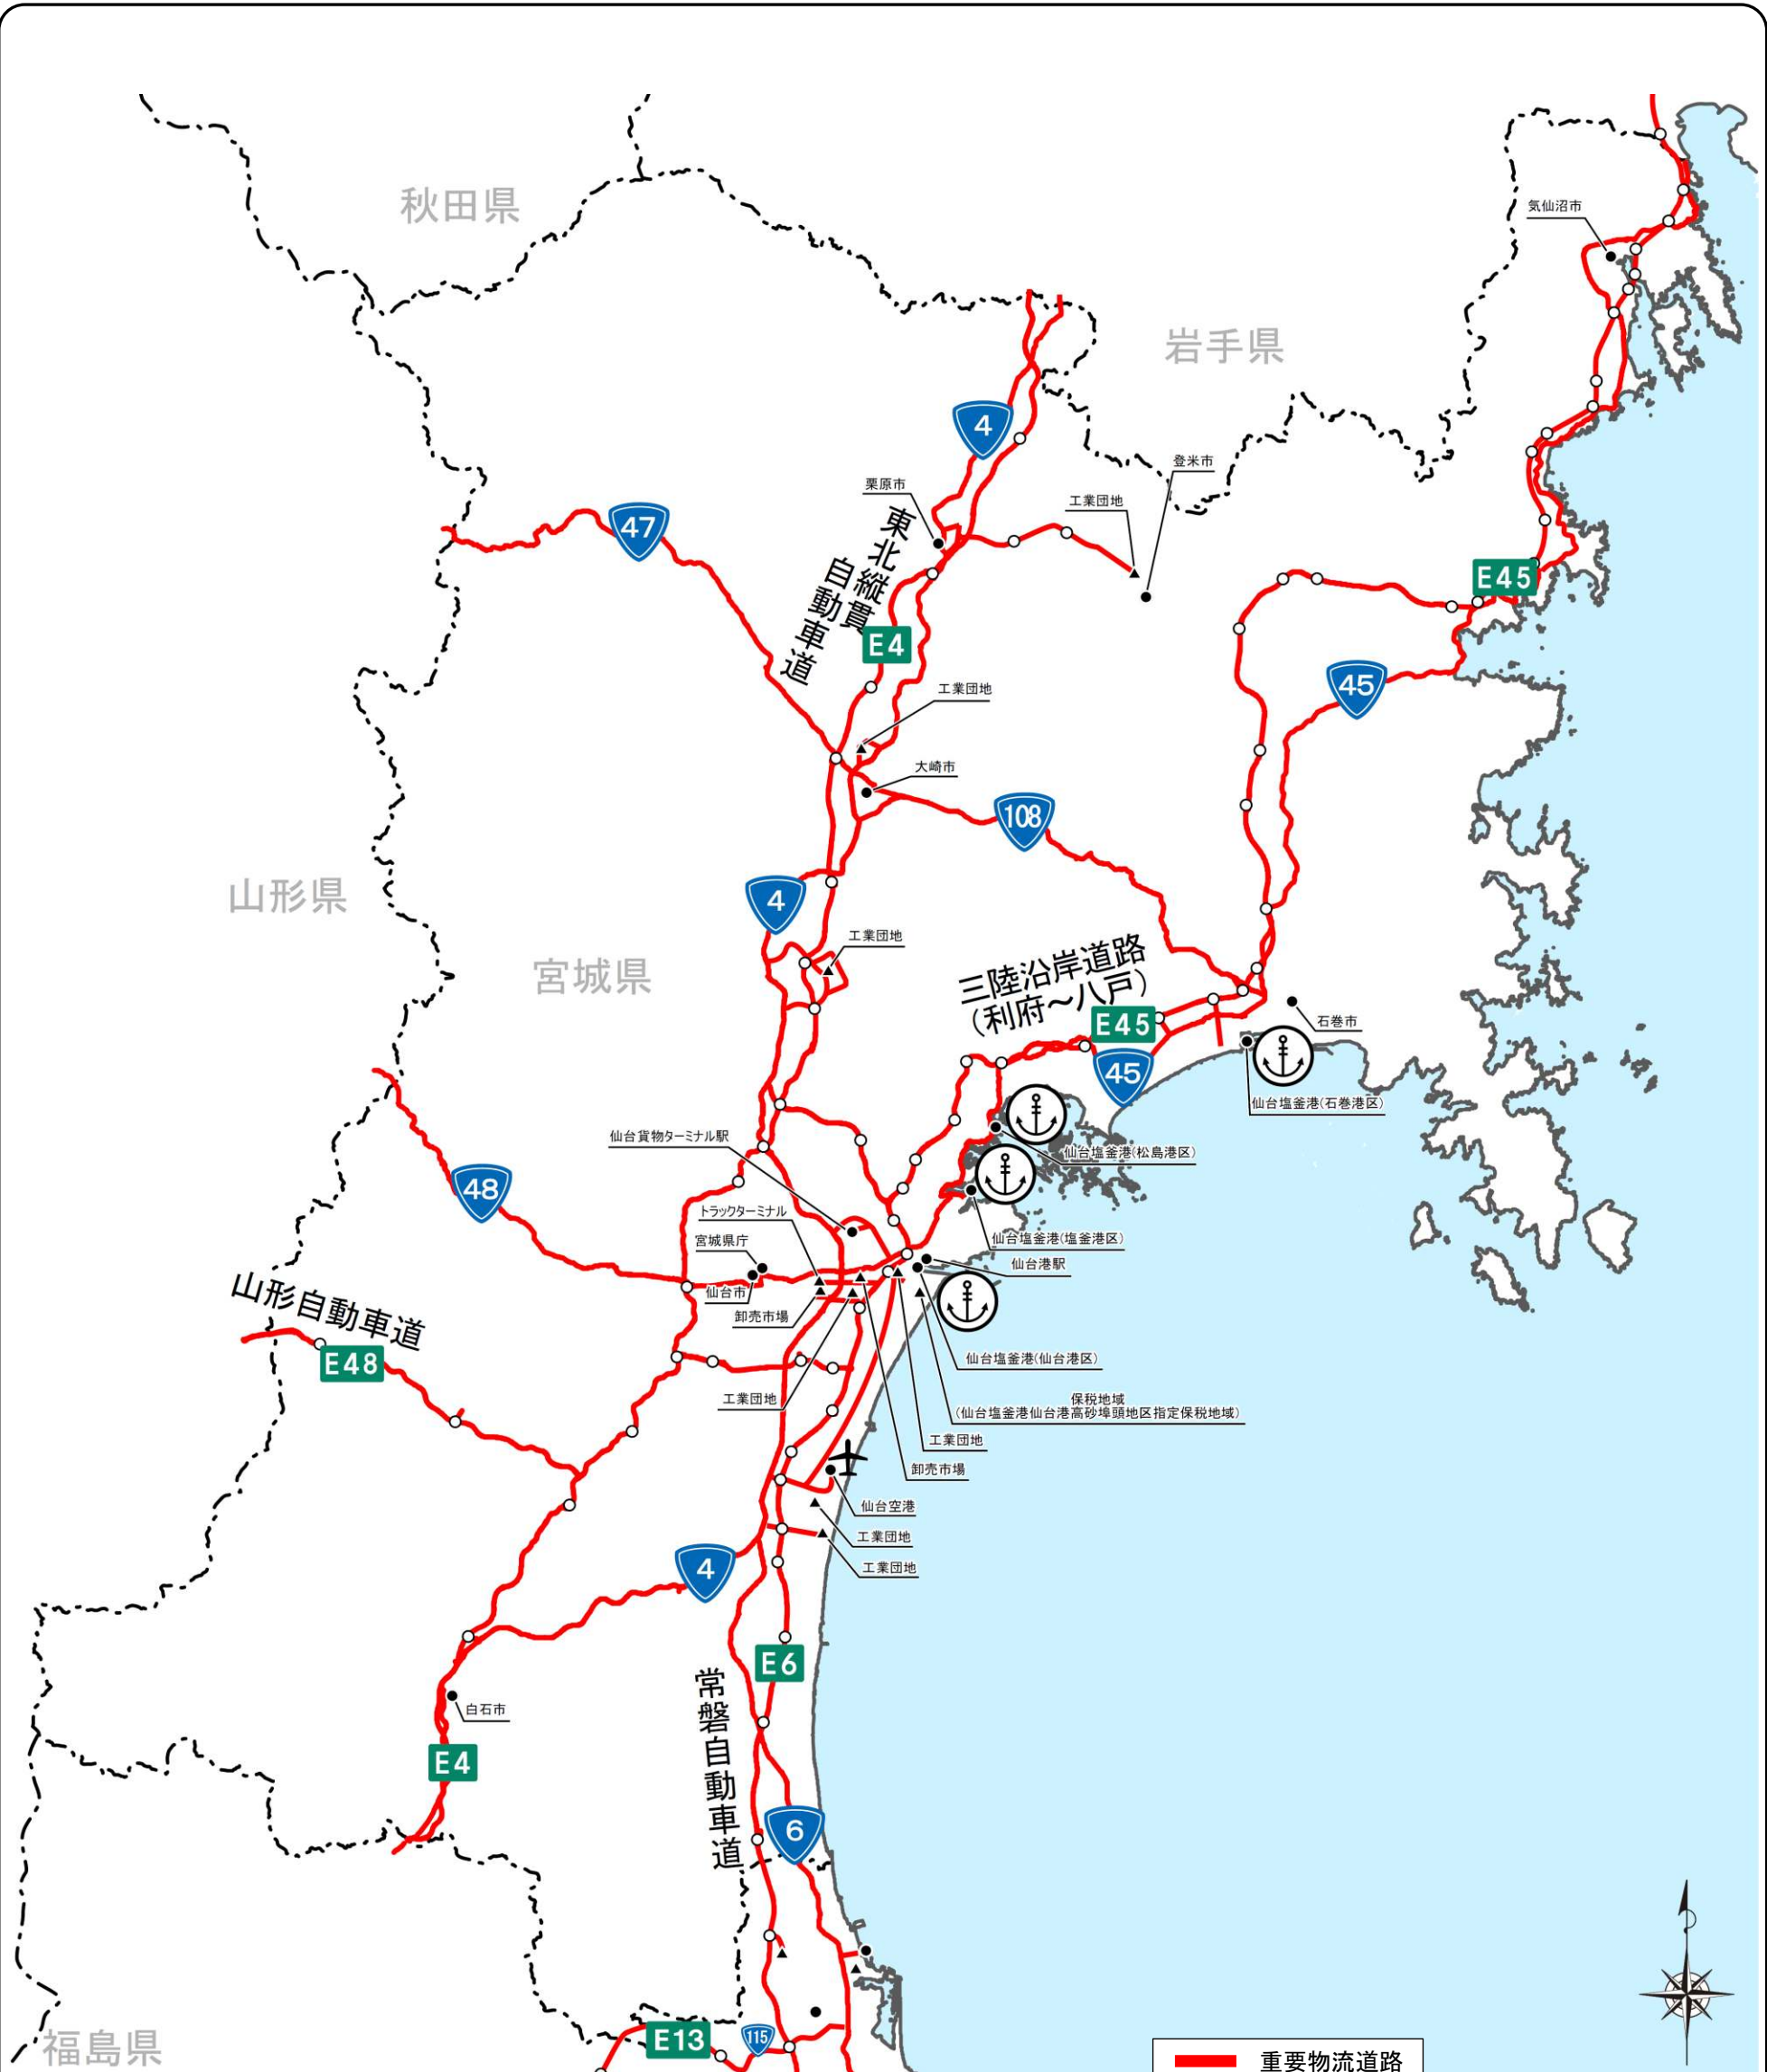 秋田県
気仙沼市
岩手県
4
登米市
栗原市
工業団地
47
東北縦貫
自動車道
E45
E4
45
工業団地
大崎市
108
山形県
4
工業団地
宮城県
三陸沿岸道路
（利府～八戸）
E45
石巻市
45
仙台塩釜港(石巻港区)
仙台貨物ターミナル駅
仙台塩釜港(松島港区)
48
トラックターミナル
宮城県庁
仙台塩釜港(塩釜港区)
仙台港駅
仙台市
卸売市場
山形自動車道
E48
仙台塩釜港(仙台港区)
工業団地
保税地域
(仙台塩釜港仙台港高砂埠頭地区指定保税地域)
工業団地
卸売市場
仙台空港
工業団地
工業団地
4
E6
常磐自動車道
白石市
E4
6
福島県
E13
115
重要物流道路